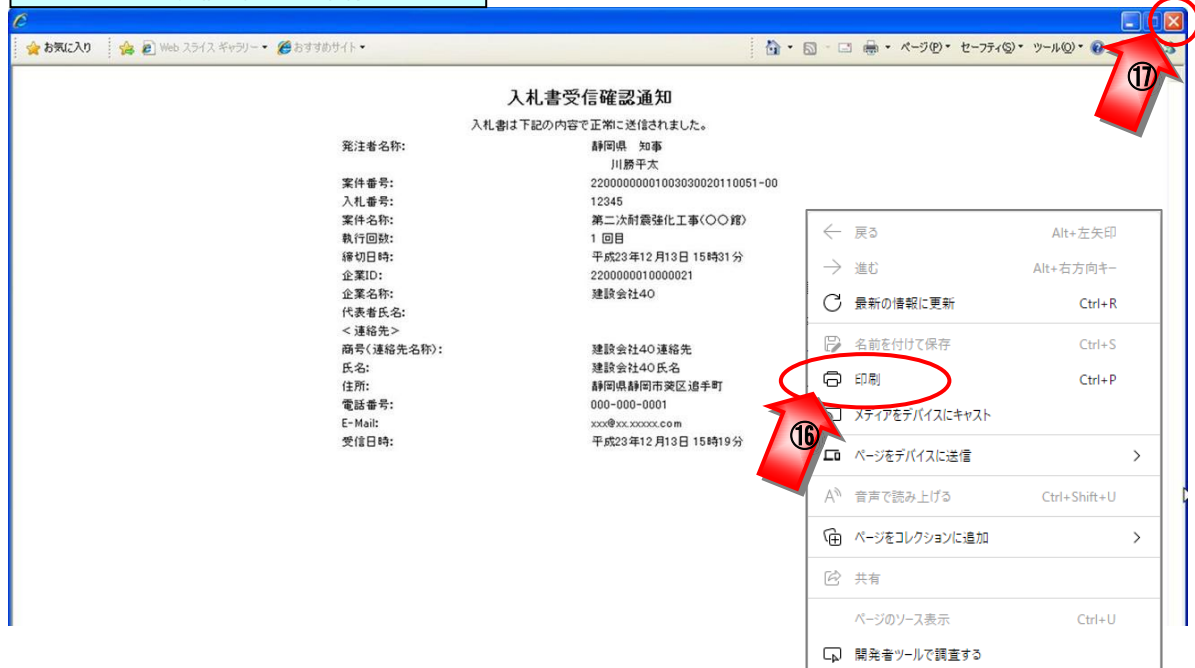 お気に入り Web スライス ギャラリー おすすめサイト ページ(P) セーフティ(S) ツール(O)
⑰
入札書受信確認通知
入札書は下記の内容で正常に送信されました。
発注者名称: 静岡県 知事
川勝平太
案件番号: 22000000001003030020110051-00
入札番号: 12345
案件名称: 第二次耐震強化工事(〇〇館)
執行回数: 1 回目
締切日時: 平成23年12月13日 15時31分
企業ID: 2200000010000021
企業名称: 建設会社40
代表者氏名:
<連絡先>
商号(連絡先名称): 建設会社40連絡先
氏名: 建設会社40氏名
住所: 静岡県静岡市葵区追手町
電話番号: 000-000-0001
E-Mail: xxx@xx.xxxxx.com
受信日時: 平成23年12月13日 15時19分
戻る Alt+左矢印
進む Alt+右方向キー
最新の情報に更新 Ctrl+R
名前を付けて保存 Ctrl+S
印刷 Ctrl+P
⑯
メディアをデバイスにキャスト
ページをデバイスに送信
音声で読み上げる Ctrl+Shift+U
ページをコレクションに追加
共有
ページのソース表示 Ctrl+U
開発者ツールで調査する